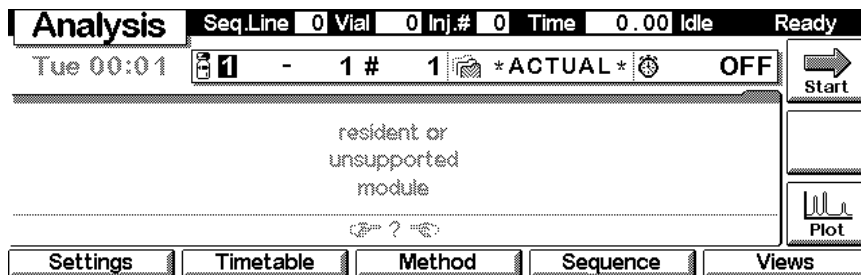 Analysis Seq.Line 0 Vial 0 Inj.# 0 Time 0.00 Idle Ready
Tue 00:01 1 - 1 # 1 *ACTUAL* OFF
Start
resident or
unsupported
module
?
Plot
Settings Timetable Method Sequence Views